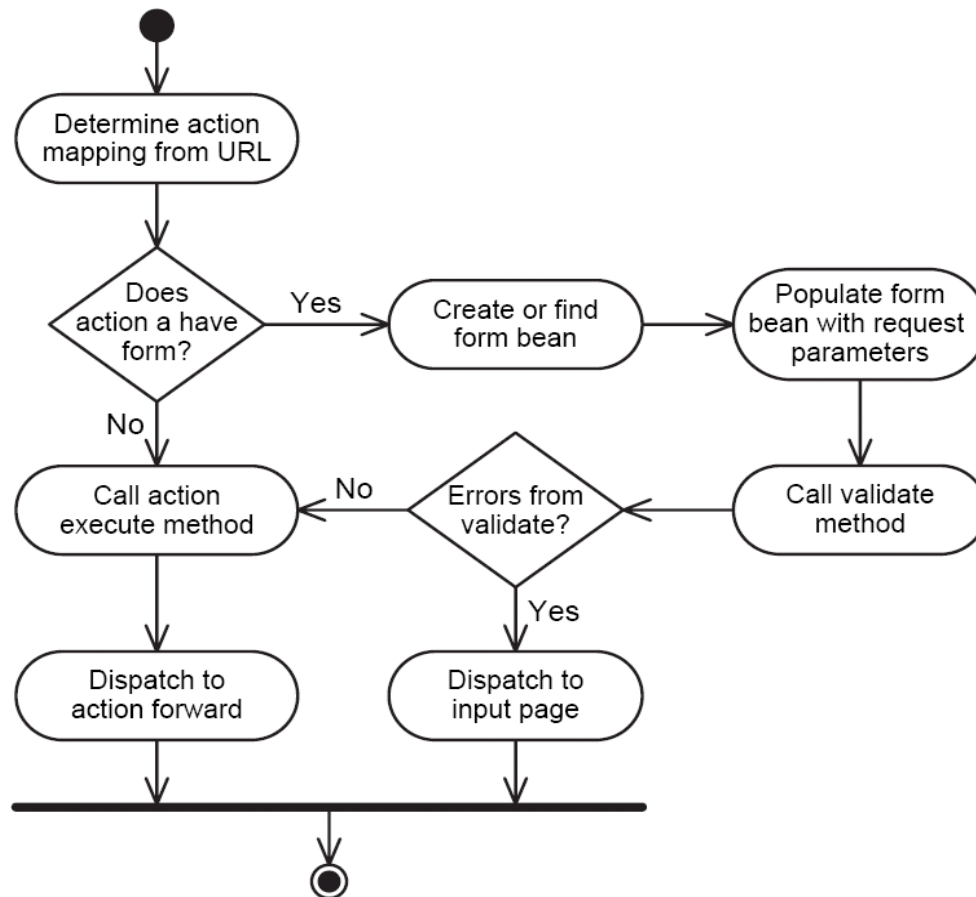 Determine action
mapping from URL
Does
action a have
form?
Yes
Create or find
form bean
Populate form
bean with request
parameters
No
Call action
execute method
No
Errors from
validate?
Call validate
method
Yes
Dispatch to
action forward
Dispatch to
input page